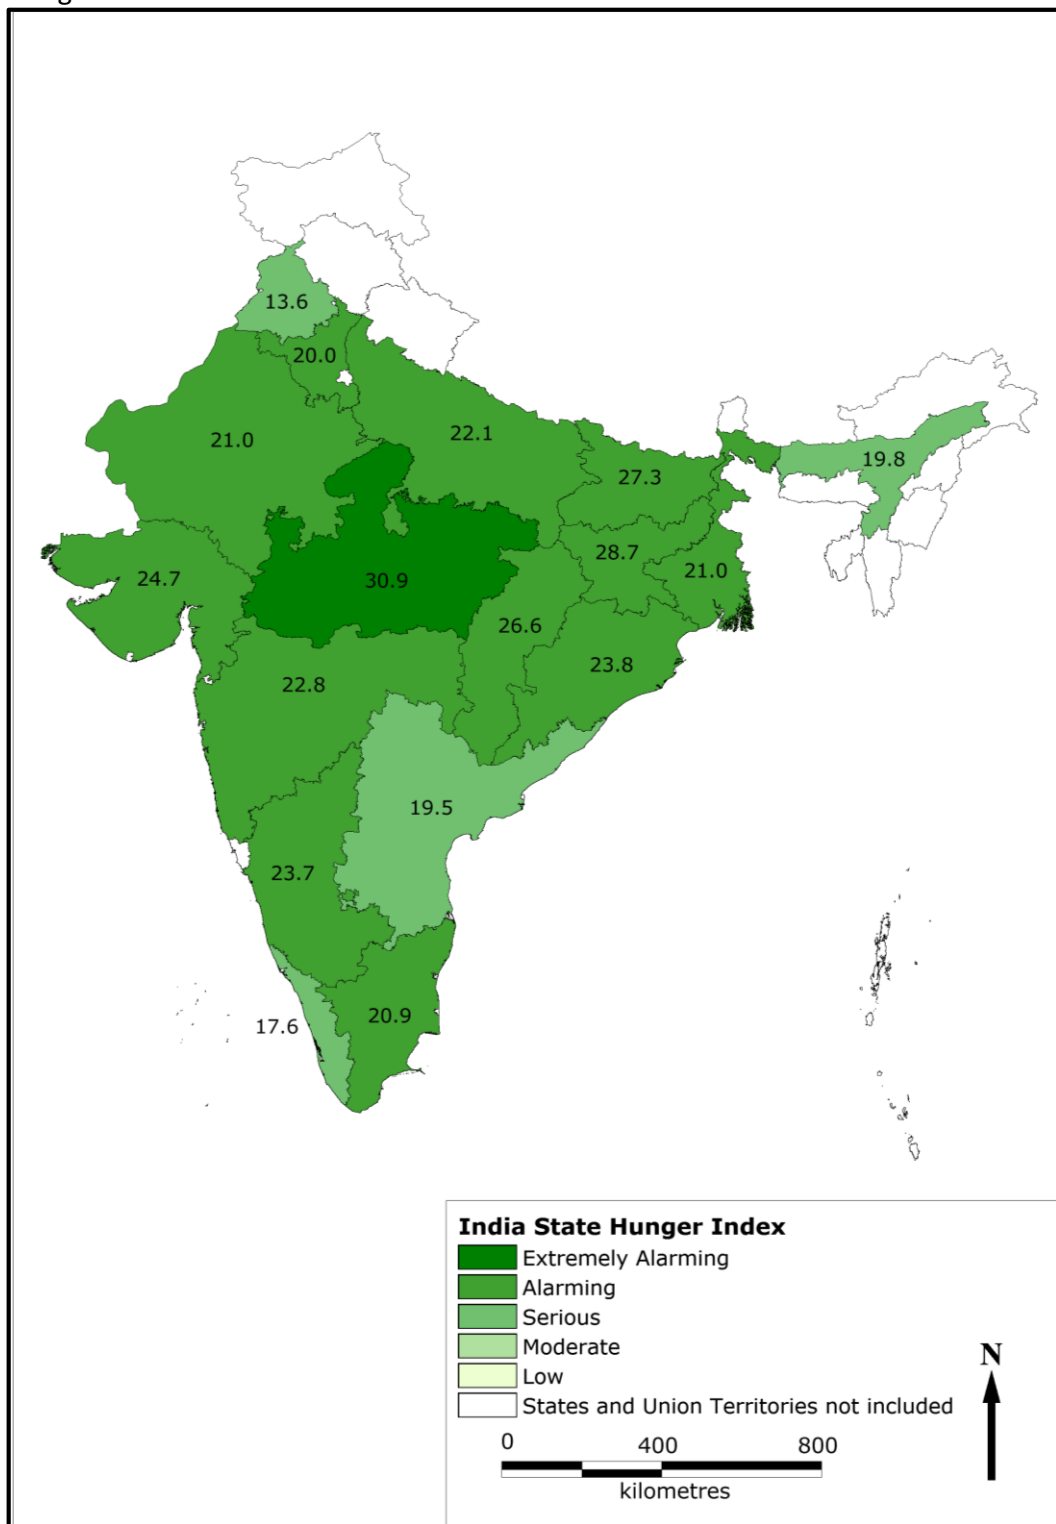 13.6
20.0
21.0
22.1
19.8
27.3
28.7
21.0
24.7
30.9
26.6
23.8
22.8
19.5
23.7
20.9
17.6
India State Hunger Index
Extremely Alarming
Alarming
Serious
Moderate
Low
States and Union Territories not included
N
0 400 800
kilometres